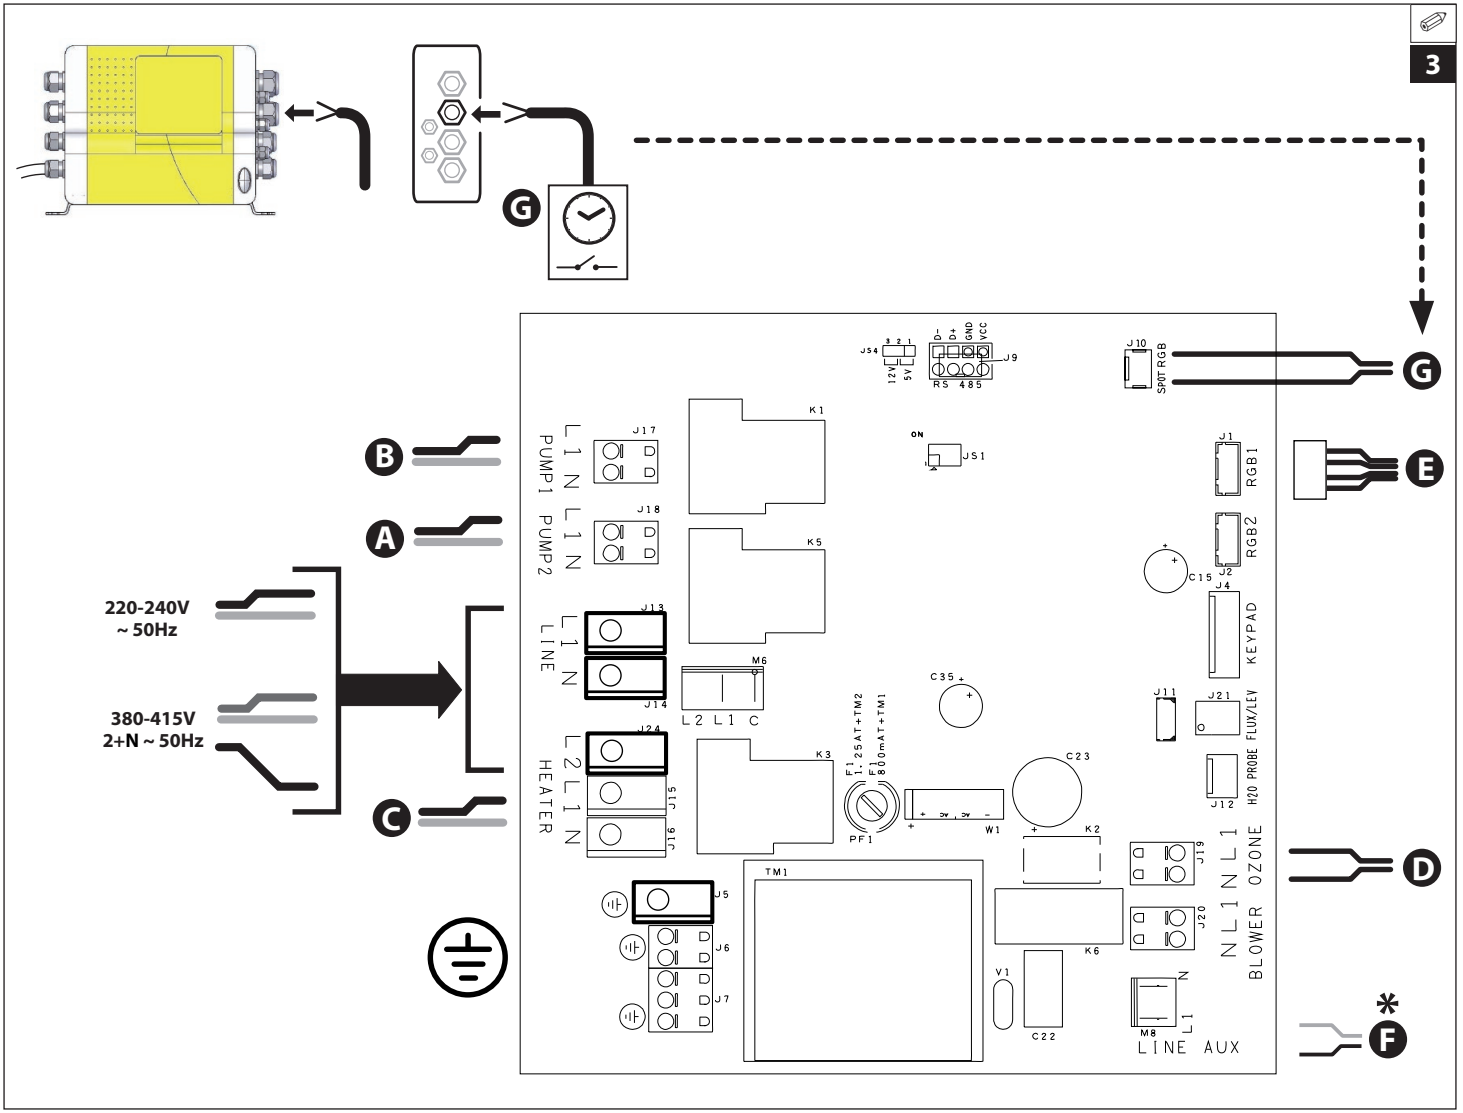 3
G
D-
D+
GND
VCC
JS4
3 2 1
12V
5V
J9
RS 485
J10
SPOT RGB
G
K1
ON
JS1
J1
RGB1
E
B
PUMP1
L1 N
J17
A
PUMP2
L1 N
J18
K5
RGB2
J2
C15
J4
KEYPAD
220-240V
~ 50Hz
LINE
L1 N
J13
J14
M6
L2 L1 C
C35
J11
J21
FLUX/LEV
380-415V
2+N ~ 50Hz
HEATER
L2 L1 N
J24
J15
J16
K3
F1
1.25AT+TM2
F1
800mAT+TM1
PF1
+ AC AC -
W1
C23
J12
H2O PROBE
C
K2
J19
N L1
OZONE
D
TM1
J5
J6
J7
K6
J20
N L1
BLOWER
V1
C22
N
L1
M8
LINE AUX
*
F